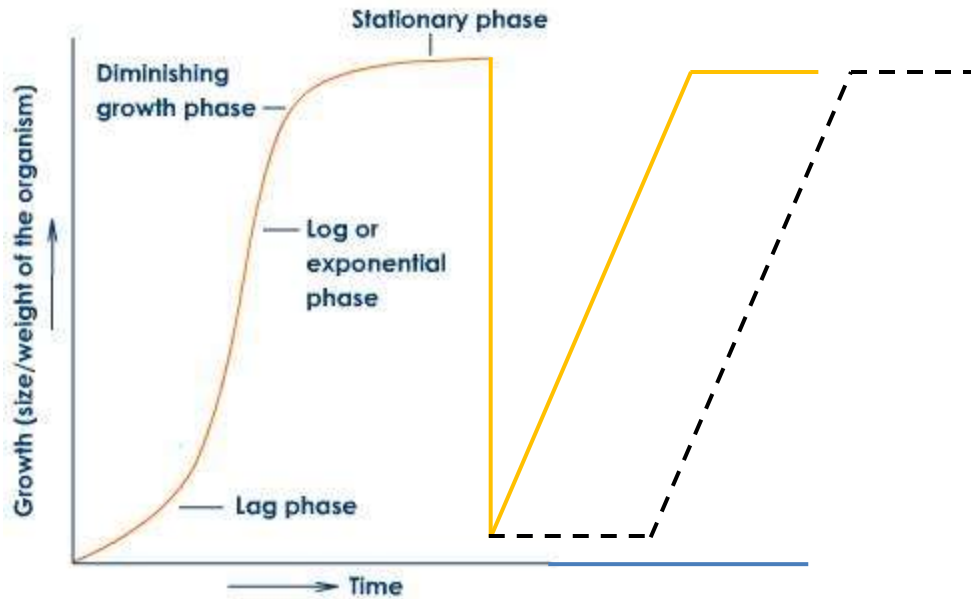 Stationary phase
Diminishing
growth phase
Growth (size/weight of the organism)
Log or
exponential
phase
Lag phase
Time